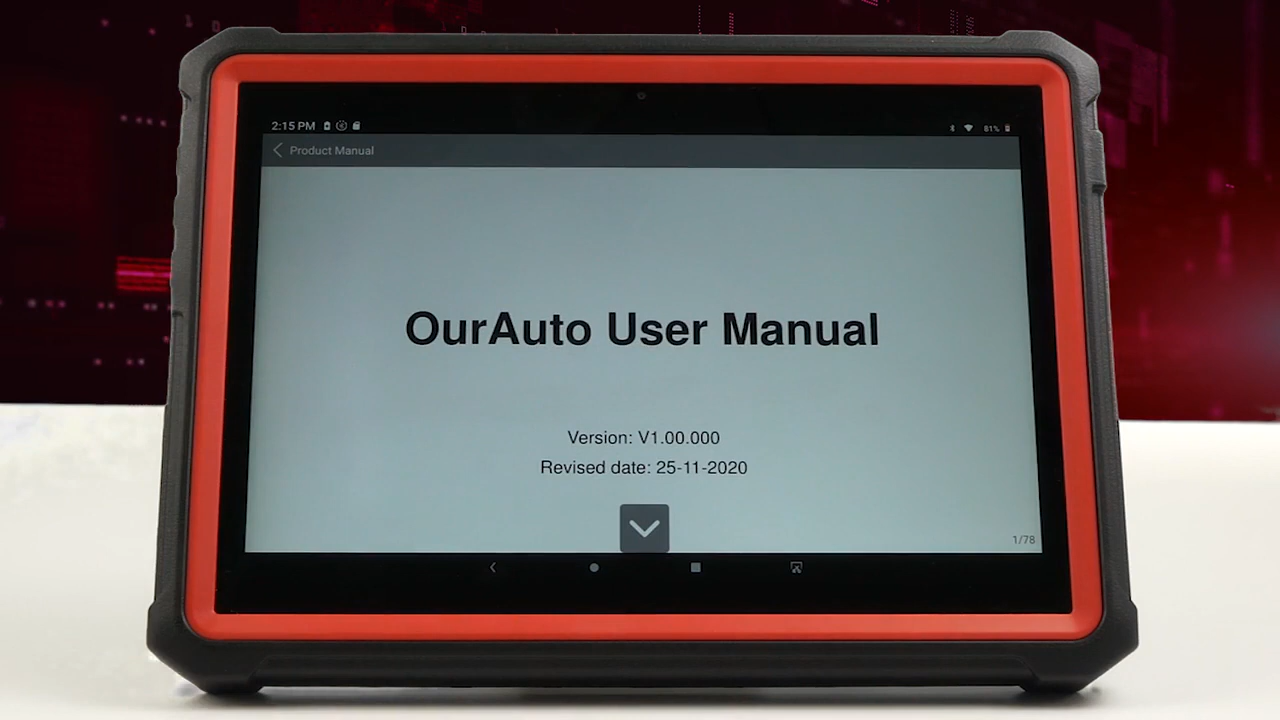 2:15 PM
81%
Product Manual
OurAuto User Manual
Version: V1.00.000
Revised date: 25-11-2020
1/78